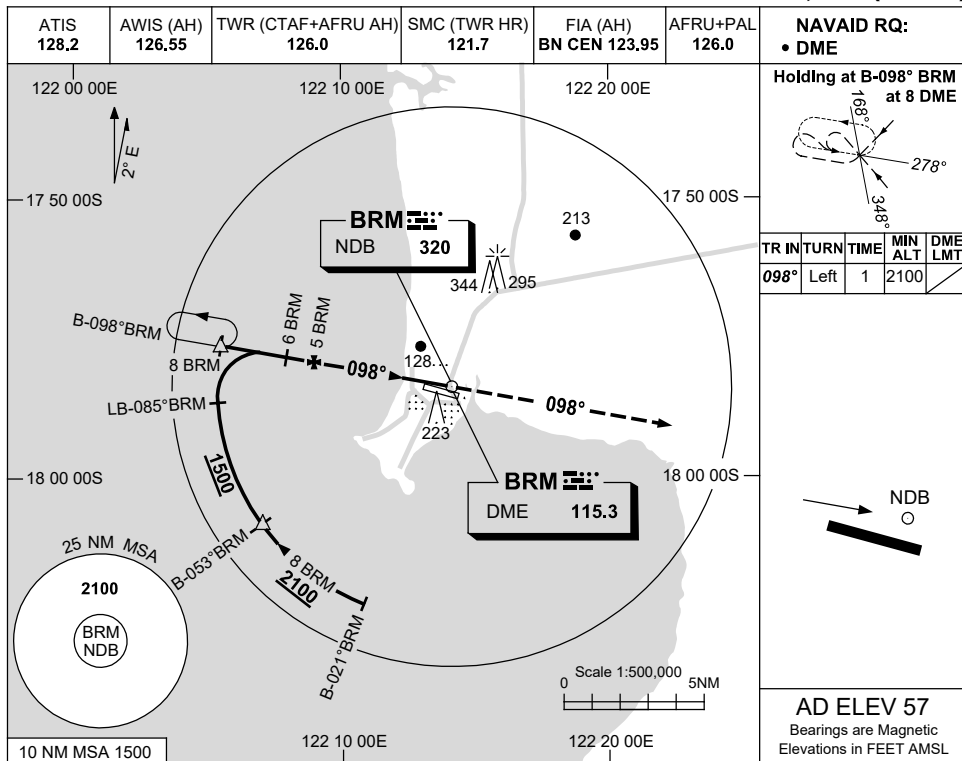 ATIS
128.2
AWIS (AH)
126.55
TWR (CTAF+AFRU AH)
126.0
SMC (TWR HR)
121.7
FIA (AH)
BN CEN 123.95
AFRU+PAL
126.0
NAVAID RQ:
• DME
122 00 00E
122 10 00E
122 20 00E
2° E
17 50 00S
17 50 00S
BRM
NDB 320
213
344
295
B-098°BRM
8 BRM
6 BRM
5 BRM
098°
128...
098°
223
LB-085°BRM
1500
BRM
DME 115.3
18 00 00S
18 00 00S
B-053°BRM
8 BRM
2100
B-021°BRM
25 NM MSA
2100
BRM
NDB
Scale 1:500,000
0 5NM
10 NM MSA 1500
122 10 00E
122 20 00E
Holding at B-098° BRM
at 8 DME
168°
278°
348°
TR IN TURN TIME MIN ALT DME LMT
098° Left 1 2100
NDB
AD ELEV 57
Bearings are Magnetic
Elevations in FEET AMSL